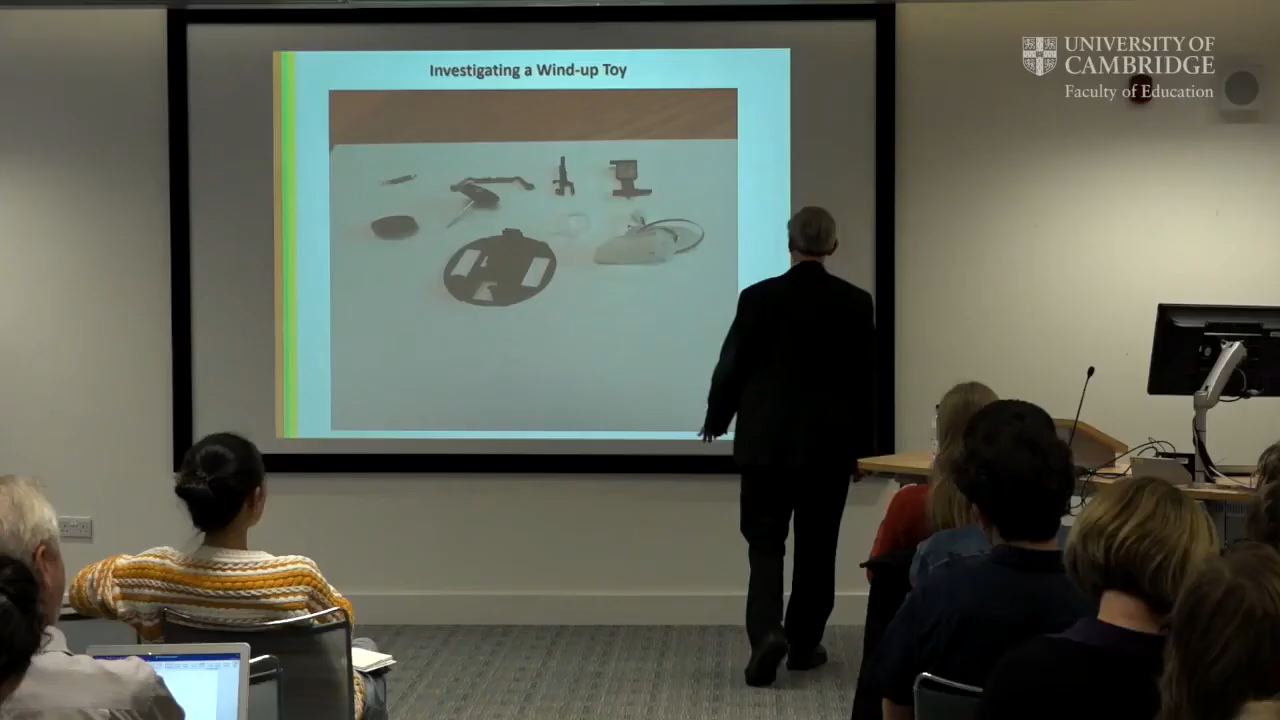 Investigating a Wind-up Toy
UNIVERSITY OF
CAMBRIDGE
Faculty of Education